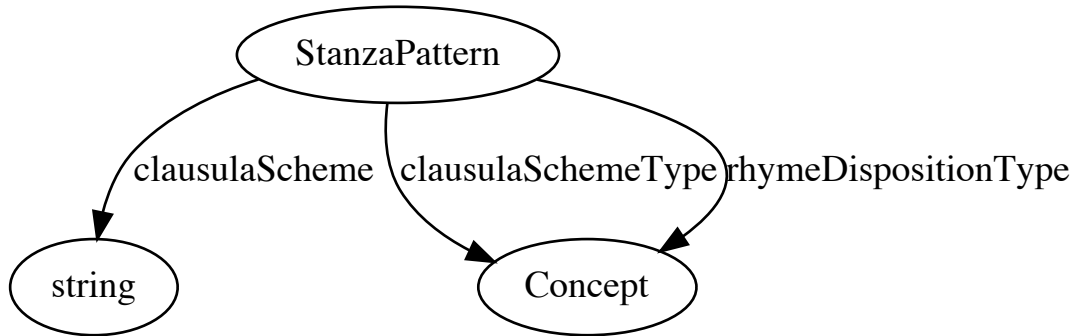 StanzaPattern
clausulaScheme
clausulaSchemeType
rhymeDispositionType
string
Concept